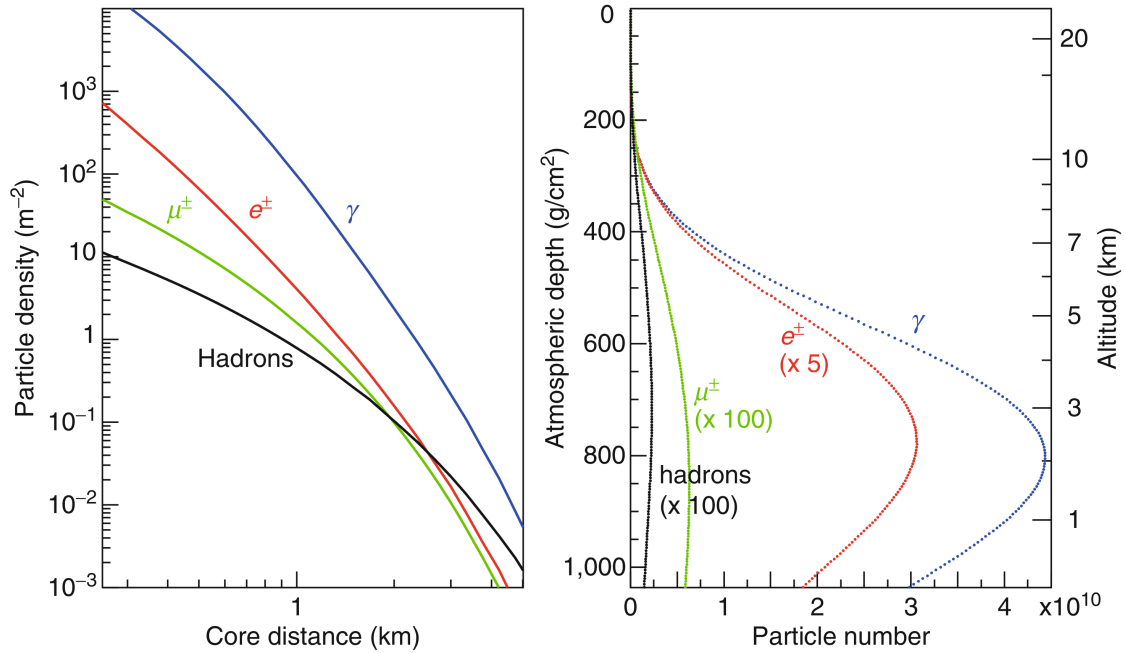 Particle density (m⁻²)
10³
10²
10
1
10⁻¹
10⁻²
10⁻³
μ±
e±
γ
Hadrons
1
Core distance (km)
Atmospheric depth (g/cm²)
0
200
400
600
800
1,000
γ
e±
(x 5)
μ±
(x 100)
hadrons
(x 100)
0
1
2
3
4
x10¹⁰
Particle number
20
10
7
5
3
1
Altitude (km)